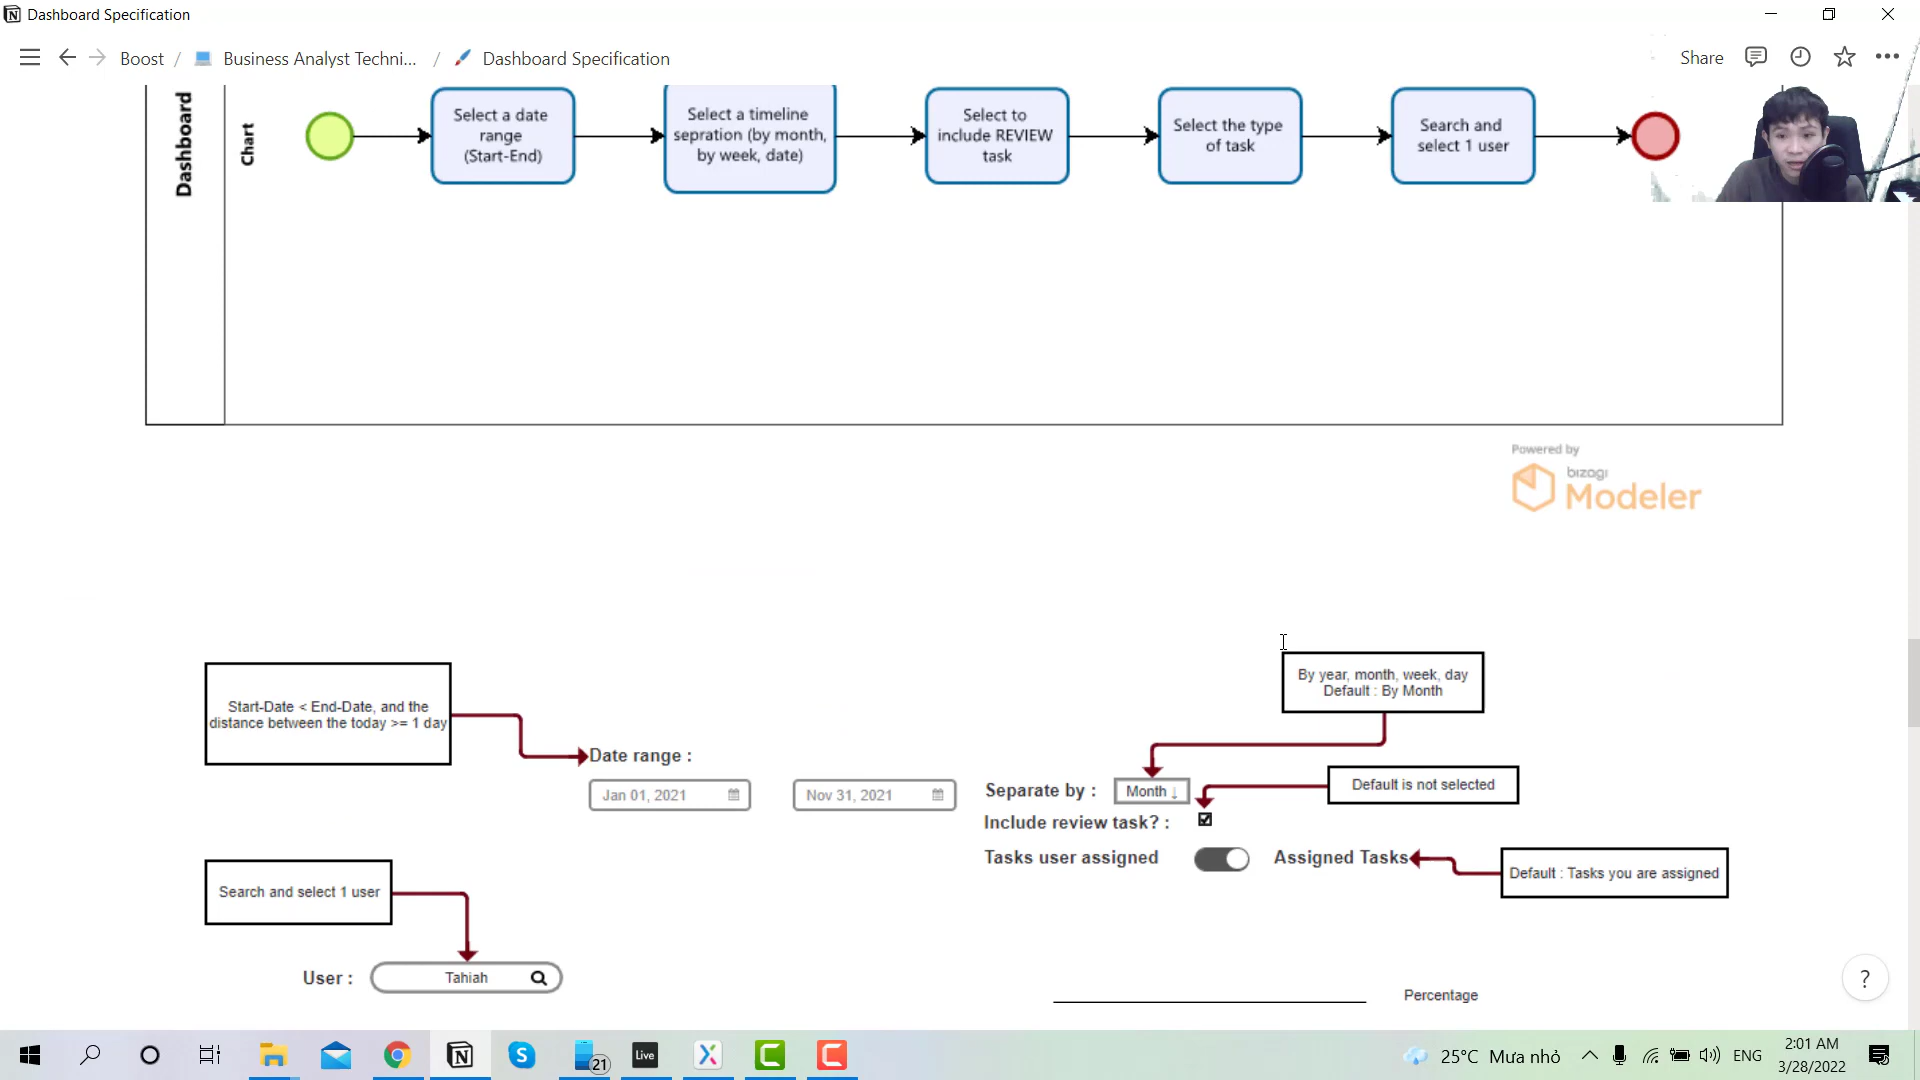 Dashboard Specification
Boost / Business Analyst Techni... / Dashboard Specification
Share
Dashboard
Chart
Select a date
range
(Start-End)
Select a timeline
sepration (by month,
by week, date)
Select to
include REVIEW
task
Select the type
of task
Search and
select 1 user
Powered by
bizagi
Modeler
By year, month, week, day
Default : By Month
Start-Date < End-Date, and the
distance between the today >= 1 day
Date range :
Jan 01, 2021
Nov 31, 2021
Separate by :
Month ↓
Default is not selected
Include review task? :
Tasks user assigned
Assigned Tasks
Default : Tasks you are assigned
Search and select 1 user
User :
Tahiah
Percentage
?
21
Live
25°C Mưa nhỏ
ENG
2:01 AM
3/28/2022